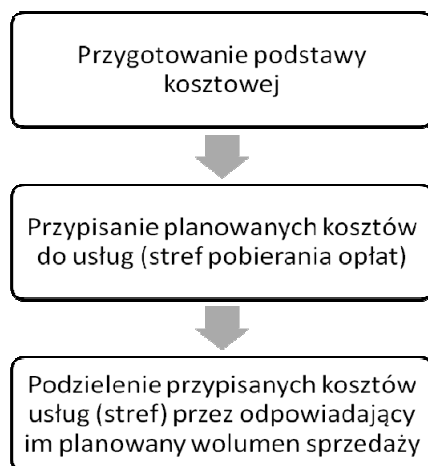 Przygotowanie podstawy
kosztowej
Przypisanie planowanych kosztów
do usług (stref pobierania opłat)
Podzielenie przypisanych kosztów
usług (stref) przez odpowiadający
im planowany wolumen sprzedaży